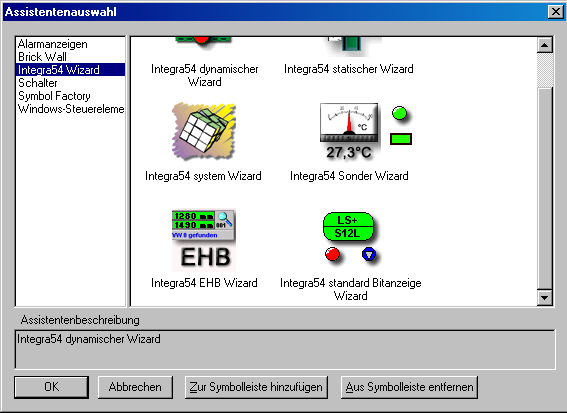 Assistentenauswahl
Alarmanzeigen
Brick Wall
Integra54 Wizard
Schalter
Symbol Factory
Windows-Steuereleme
Integra54 dynamischer
Wizard
Integra54 statischer Wizard
°C
27,3°C
Integra54 system Wizard
Integra54 Sonder Wizard
1280
1490
001
VW 8 gefunden
EHB
LS+
S12L
Integra54 EHB Wizard
Integra54 standard Bitanzeige
Wizard
Assistentenbeschreibung
Integra54 dynamischer Wizard
OK
Abbrechen
Zur Symbolleiste hinzufügen
Aus Symbolleiste entfernen